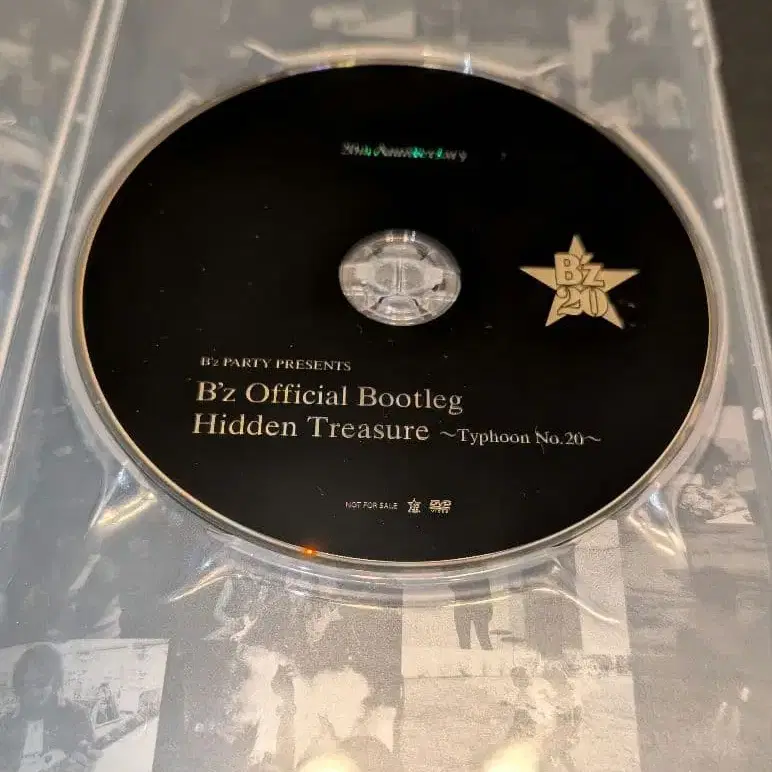 20th Anniversary
B'z
20
B'z PARTY PRESENTS
B'z Official Bootleg
Hidden Treasure ～Typhoon No.20～
NOT FOR SALE